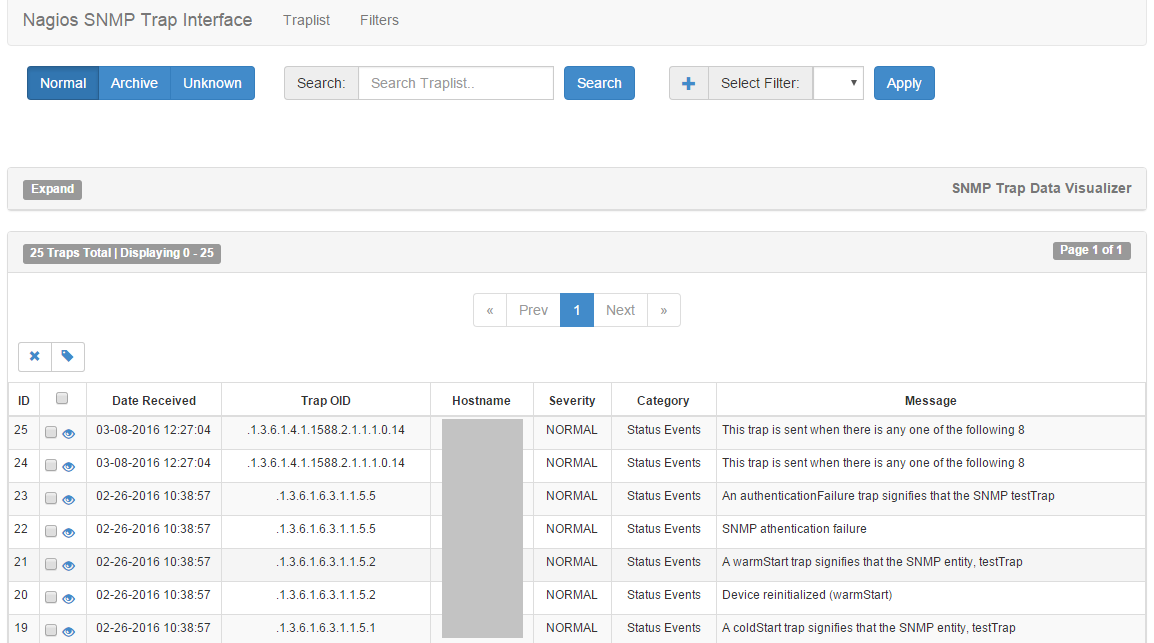 Nagios SNMP Trap Interface Traplist Filters
Normal Archive Unknown Search: Search Traplist.. Search Select Filter: Apply
Expand SNMP Trap Data Visualizer
25 Traps Total | Displaying 0 - 25 Page 1 of 1
« Prev 1 Next »
ID Date Received Trap OID Hostname Severity Category Message
25 03-08-2016 12:27:04 .1.3.6.1.4.1.1588.2.1.1.1.0.14 NORMAL Status Events This trap is sent when there is any one of the following 8
24 03-08-2016 12:27:04 .1.3.6.1.4.1.1588.2.1.1.1.0.14 NORMAL Status Events This trap is sent when there is any one of the following 8
23 02-26-2016 10:38:57 .1.3.6.1.6.3.1.1.5.5 NORMAL Status Events An authenticationFailure trap signifies that the SNMP testTrap
22 02-26-2016 10:38:57 .1.3.6.1.6.3.1.1.5.5 NORMAL Status Events SNMP athentication failure
21 02-26-2016 10:38:57 .1.3.6.1.6.3.1.1.5.2 NORMAL Status Events A warmStart trap signifies that the SNMP entity, testTrap
20 02-26-2016 10:38:57 .1.3.6.1.6.3.1.1.5.2 NORMAL Status Events Device reinitialized (warmStart)
19 02-26-2016 10:38:57 .1.3.6.1.6.3.1.1.5.1 NORMAL Status Events A coldStart trap signifies that the SNMP entity, testTrap